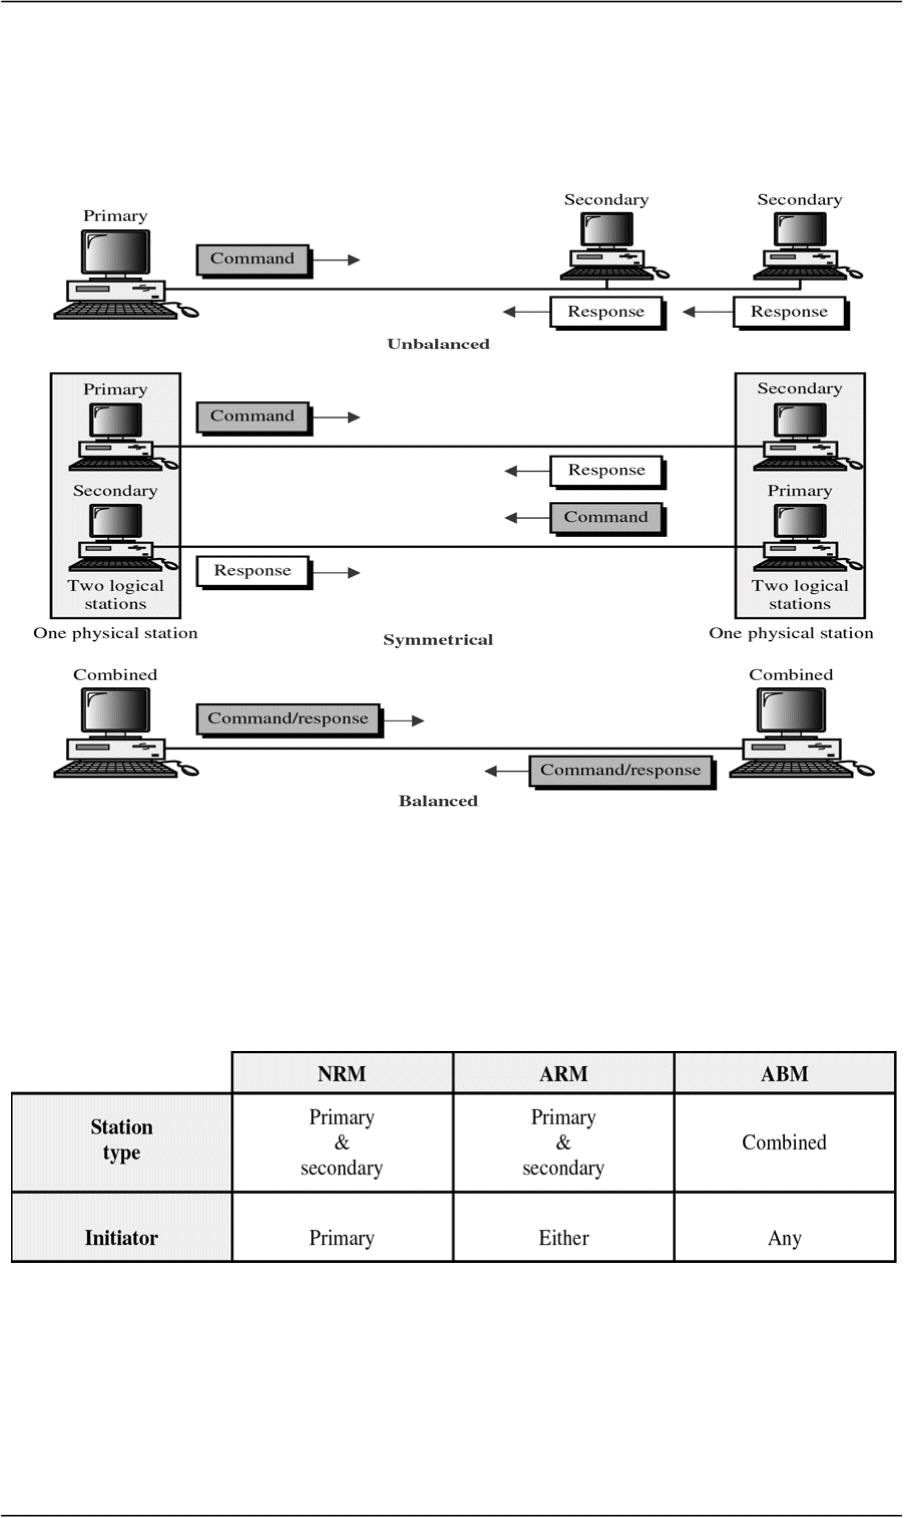 Primary
Secondary
Secondary
Command
Response
Response
Unbalanced
Primary
Secondary
Command
Response
Secondary
Primary
Command
Response
Two logical
stations
Two logical
stations
One physical station
One physical station
Symmetrical
Combined
Combined
Command/response
Command/response
Balanced
NRM ARM ABM
Station
type
Primary
&
secondary
Primary
&
secondary
Combined
Initiator Primary Either Any